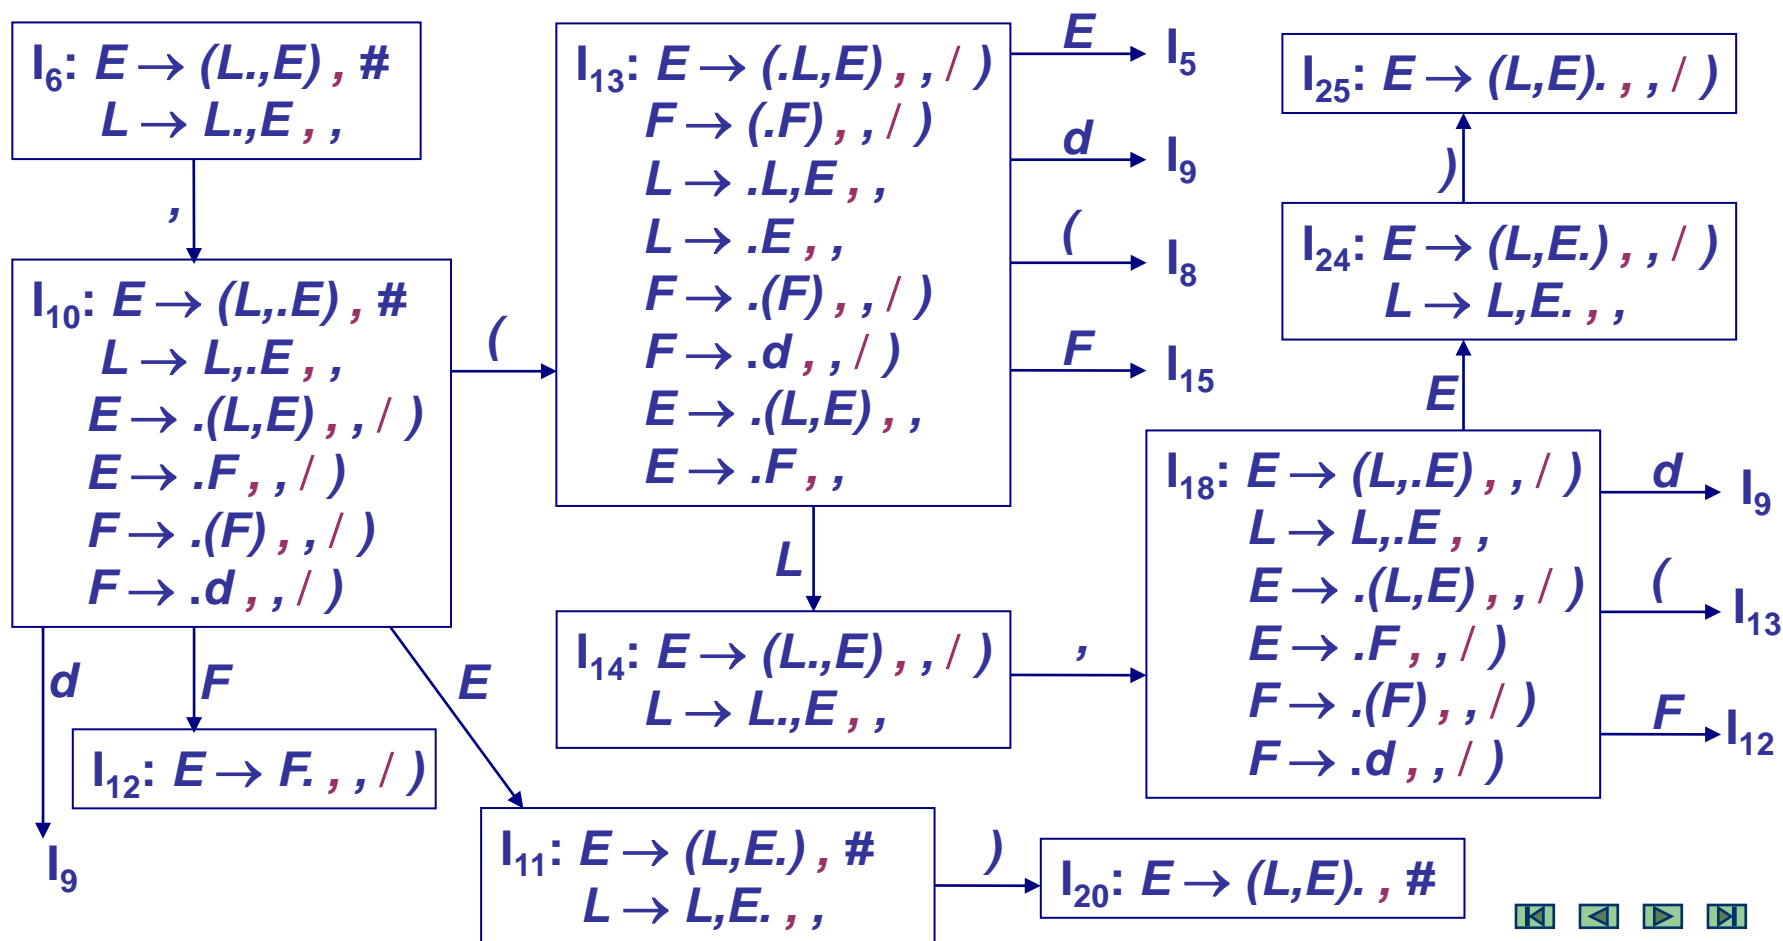 I6: E → (L.,E) , #
L → L.,E , ,
,
I10: E → (L,.E) , #
L → L,.E , ,
E → .(L,E) , , / )
E → .F , , / )
F → .(F) , , / )
F → .d , , / )
d
F
E
(
I9
I12: E → F. , , / )
I11: E → (L,E.) , #
L → L,E. , ,
)
I20: E → (L,E). , #
I13: E → (.L,E) , , / )
F → (.F) , , / )
L → .L,E , ,
L → .E , ,
F → .(F) , , / )
F → .d , , / )
E → .(L,E) , ,
E → .F , ,
E
I5
d
I9
(
I8
F
I15
L
I14: E → (L.,E) , , / )
L → L.,E , ,
,
I18: E → (L,.E) , , / )
L → L,.E , ,
E → .(L,E) , , / )
E → .F , , / )
F → .(F) , , / )
F → .d , , / )
d
I9
(
I13
F
I12
E
I24: E → (L,E.) , , / )
L → L,E. , ,
)
I25: E → (L,E). , , / )